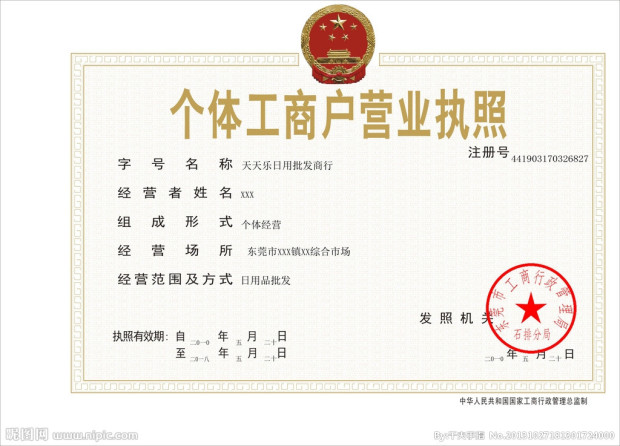 个体工商户营业执照
注册号 441903170326827
字号名称 天天乐日用批发商行
经营者姓名 XXX
组成形式 个体经营
经营场所 东莞市XXX镇XX综合市场
经营范围及方式 日用品批发
东莞市工商行政管理局
石排分局
发照机关
执照有效期: 自 二〇一〇 年 五 月 二十 日
至 二〇一八 年 五 月 二十 日
二〇一〇 年 五 月 二十 日
中华人民共和国国家工商行政管理总局监制
昵图网 www.nipic.com